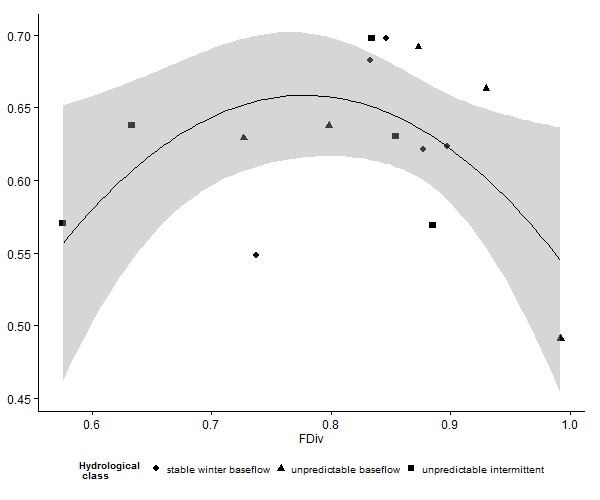 0.70
0.65
0.60
0.55
0.50
0.45
0.6 0.7 0.8 0.9 1.0
FDiv
Hydrological
class
stable winter baseflow unpredictable baseflow unpredictable intermittent